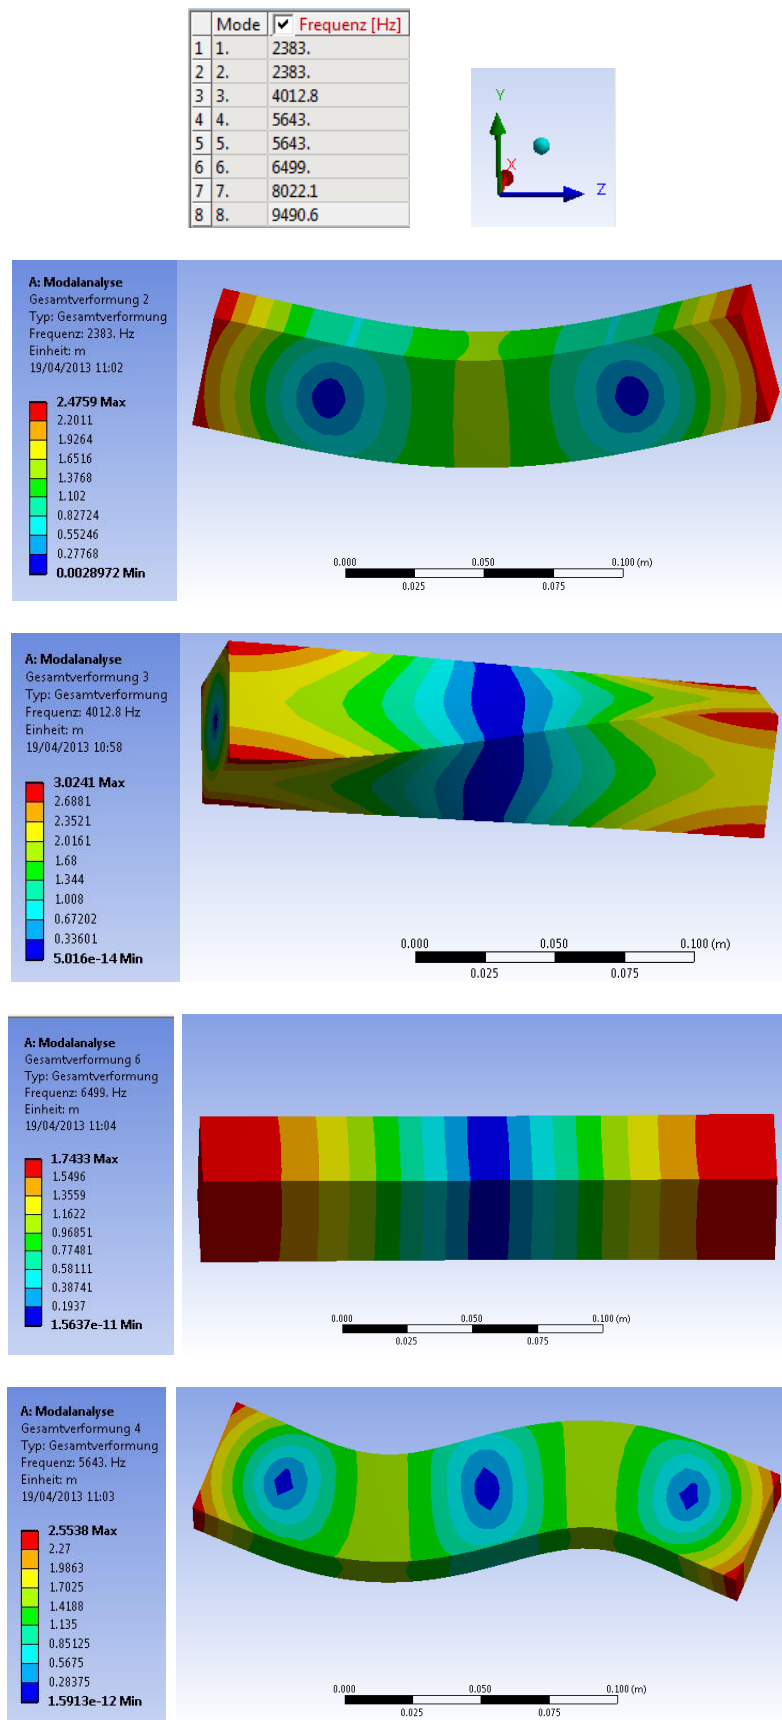 Mode Frequenz [Hz]
1 1. 2383.
2 2. 2383.
3 3. 4012.8
4 4. 5643.
5 5. 5643.
6 6. 6499.
7 7. 8022.1
8 8. 9490.6
Y
X
Z
A: Modalanalyse
Gesamtverformung 2
Typ: Gesamtverformung
Frequenz: 2383. Hz
Einheit: m
19/04/2013 11:02
2.4759 Max
2.2011
1.9264
1.6516
1.3768
1.102
0.82724
0.55246
0.27768
0.0028972 Min
0.000 0.050 0.100 (m)
0.025 0.075
A: Modalanalyse
Gesamtverformung 3
Typ: Gesamtverformung
Frequenz: 4012.8 Hz
Einheit: m
19/04/2013 10:58
3.0241 Max
2.6881
2.3521
2.0161
1.68
1.344
1.008
0.67202
0.33601
5.016e-14 Min
0.000 0.050 0.100 (m)
0.025 0.075
A: Modalanalyse
Gesamtverformung 6
Typ: Gesamtverformung
Frequenz: 6499. Hz
Einheit: m
19/04/2013 11:04
1.7433 Max
1.5496
1.3559
1.1622
0.96851
0.77481
0.58111
0.38741
0.1937
1.5637e-11 Min
0.000 0.050 0.100 (m)
0.025 0.075
A: Modalanalyse
Gesamtverformung 4
Typ: Gesamtverformung
Frequenz: 5643. Hz
Einheit: m
19/04/2013 11:03
2.5538 Max
2.27
1.9863
1.7025
1.4188
1.135
0.85125
0.5675
0.28375
1.5913e-12 Min
0.000 0.050 0.100 (m)
0.025 0.075